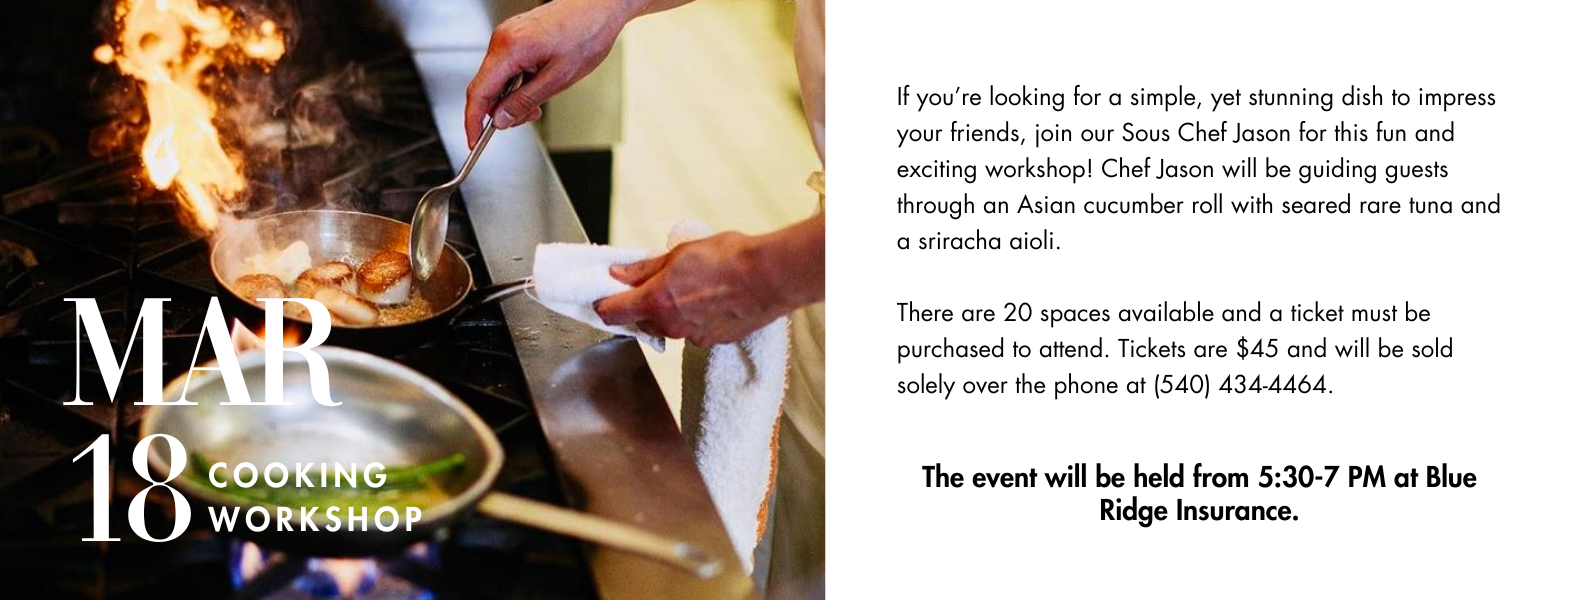 MAR
18 COOKING
WORKSHOP
If you’re looking for a simple, yet stunning dish to impress
your friends, join our Sous Chef Jason for this fun and
exciting workshop! Chef Jason will be guiding guests
through an Asian cucumber roll with seared rare tuna and
a sriracha aioli.
There are 20 spaces available and a ticket must be
purchased to attend. Tickets are $45 and will be sold
solely over the phone at (540) 434-4464.
The event will be held from 5:30-7 PM at Blue
Ridge Insurance.